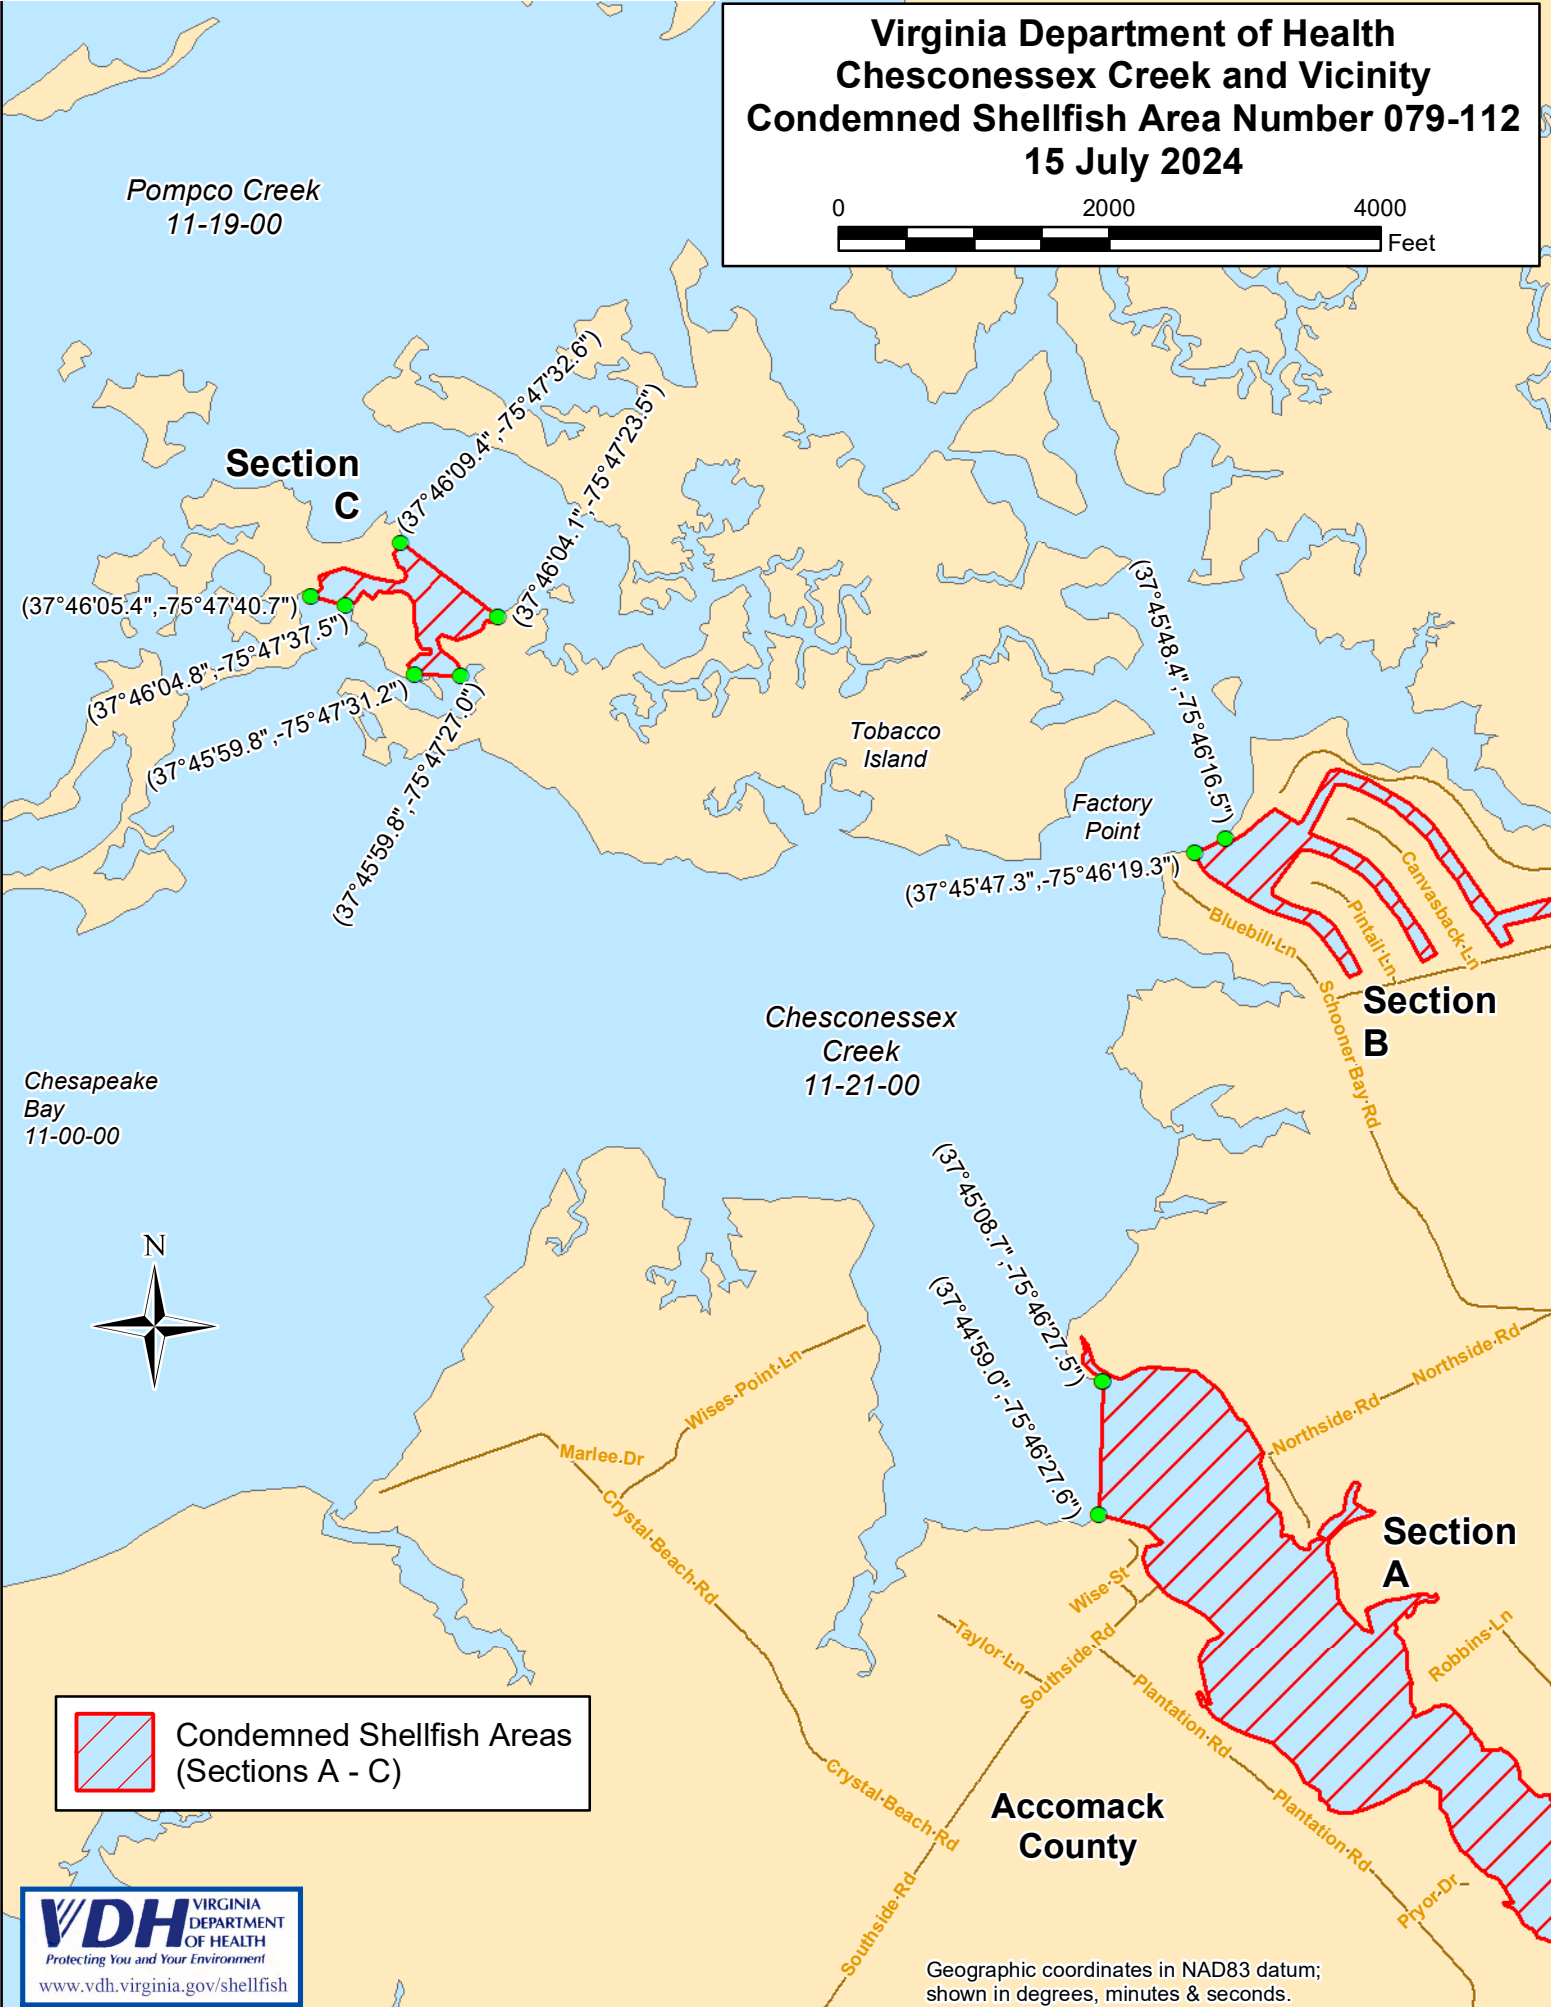 Virginia Department of Health
Chesconessex Creek and Vicinity
Condemned Shellfish Area Number 079-112
15 July 2024
0 2000 4000
Feet
Pompco Creek
11-19-00
Section
C
(37°46'09.4",-75°47'32.6")
(37°46'04.1",-75°47'23.5")
(37°46'05.4",-75°47'40.7")
(37°46'04.8",-75°47'37.5")
(37°45'59.8",-75°47'31.2")
(37°45'59.8",-75°47'27.0")
Tobacco
Island
(37°45'48.4",-75°46'16.5")
Factory
Point
(37°45'47.3",-75°46'19.3")
Canvasback Ln
Pintail Ln
Bluebill Ln
Schooner Bay Rd
Section
B
Chesconessex
Creek
11-21-00
Chesapeake
Bay
11-00-00
(37°45'08.7",-75°46'27.5")
(37°44'59.0",-75°46'27.6")
N
Northside Rd
Northside Rd
Wises Point Ln
Marlee Dr
Crystal Beach Rd
Section
A
Wise St
Taylor Ln
Southside Rd
Robbins Ln
Plantation Rd
Condemned Shellfish Areas
(Sections A - C)
Crystal Beach Rd
Accomack
County
Plantation Rd
Pryor Dr
Southside Rd
VDH
VIRGINIA
DEPARTMENT
OF HEALTH
Protecting You and Your Environment
www.vdh.virginia.gov/shellfish
Geographic coordinates in NAD83 datum;
shown in degrees, minutes & seconds.